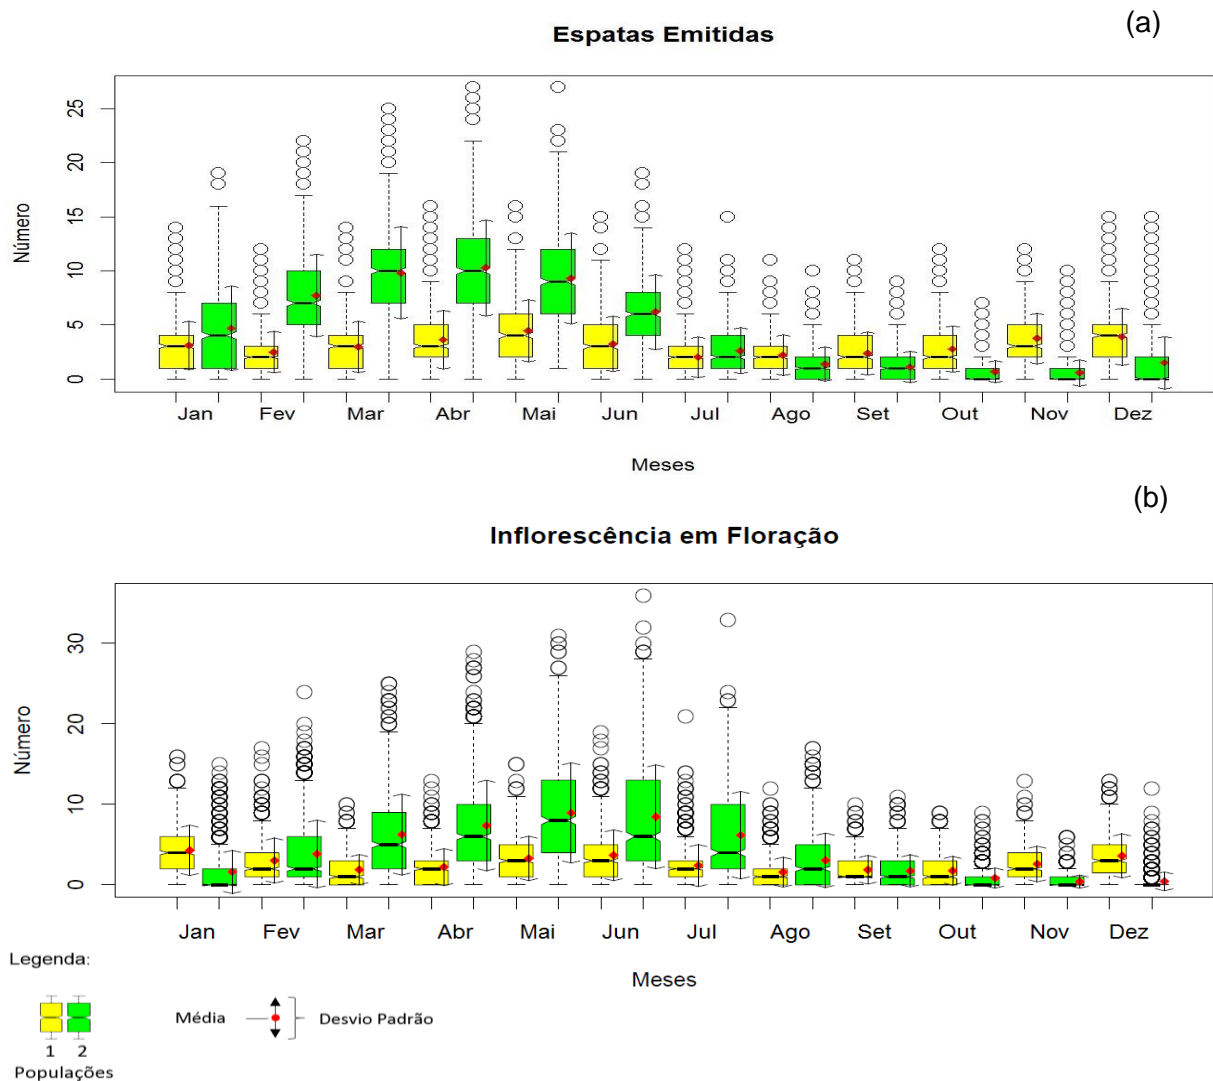 (a)
Espatas Emitidas
Número
25
20
15
10
5
0
Jan Fev Mar Abr Mai Jun Jul Ago Set Out Nov Dez
Meses
(b)
Inflorescência em Floração
Número
30
20
10
0
Jan Fev Mar Abr Mai Jun Jul Ago Set Out Nov Dez
Meses
Legenda:
Média
Desvio Padrão
1 2
Populações